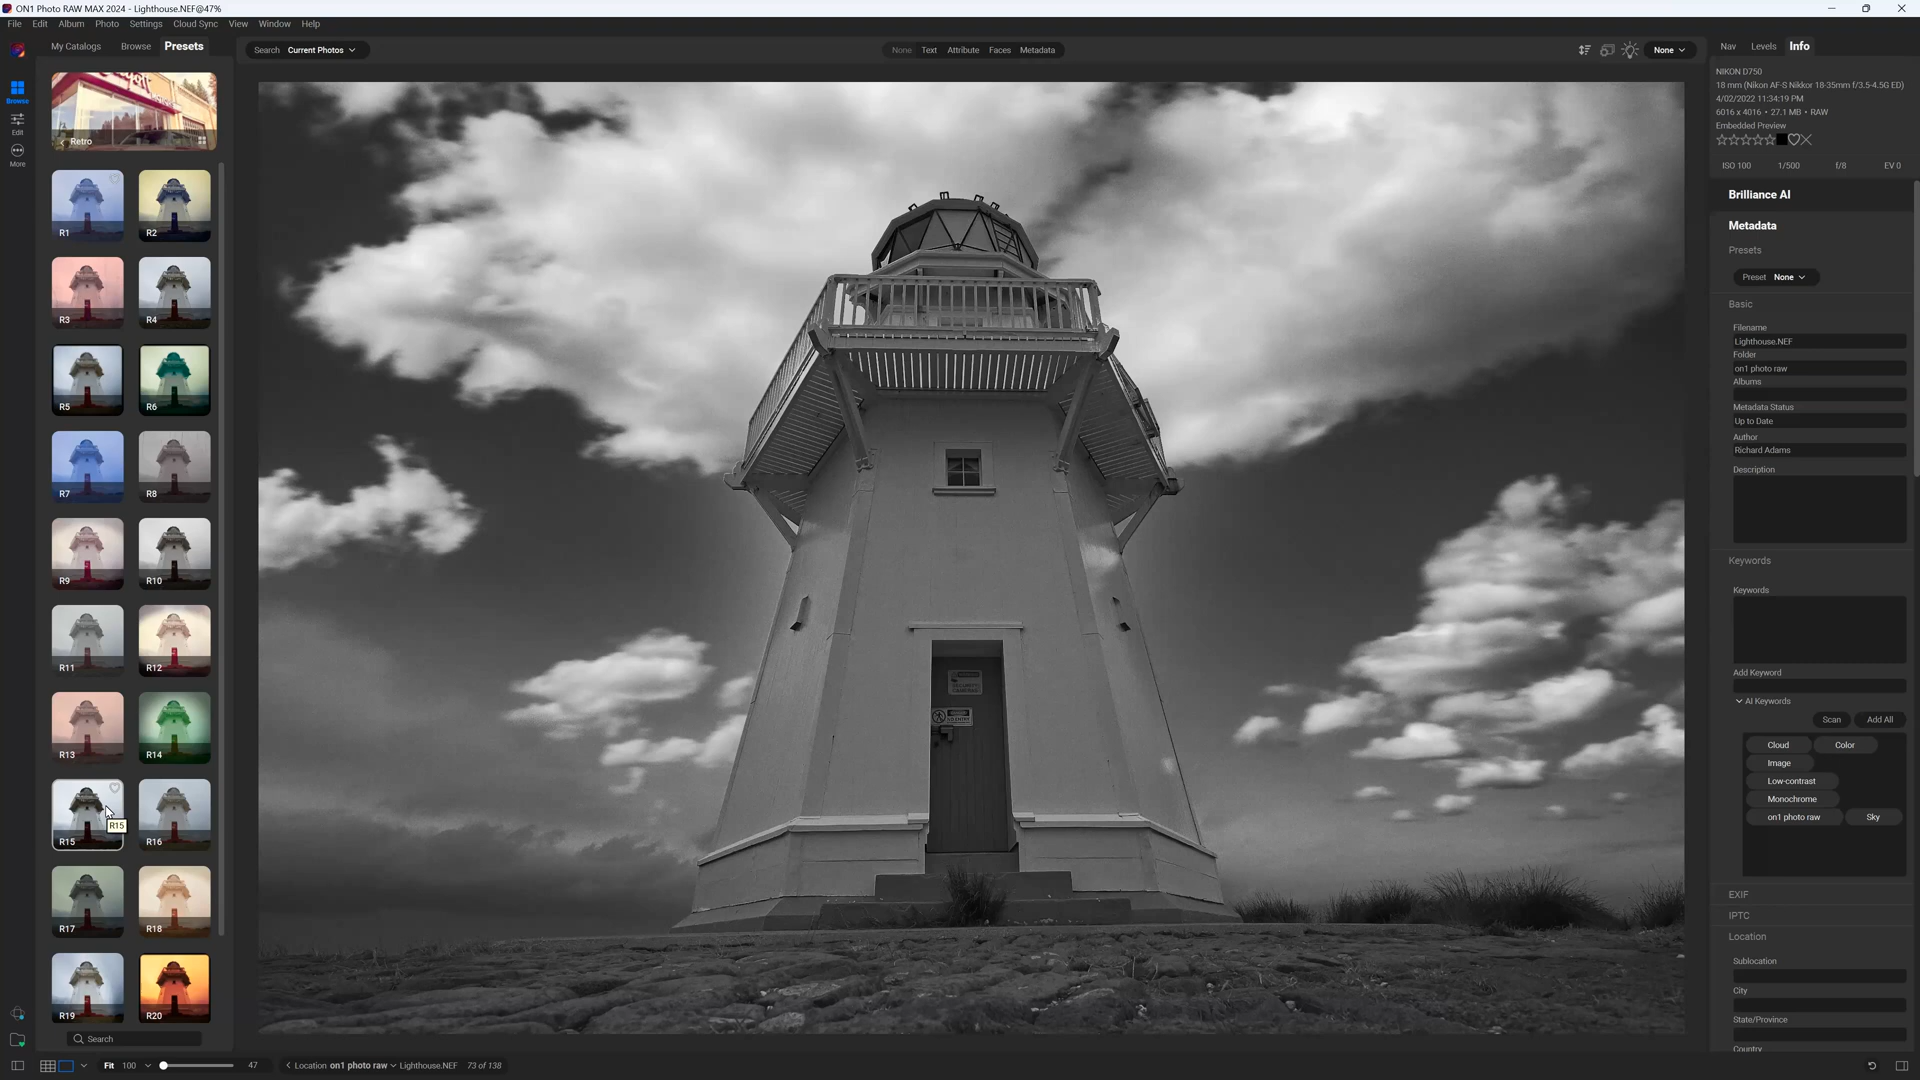 ON1 Photo RAW MAX 2024 - Lighthouse.NEF@47%
File Edit Album Photo Settings Cloud Sync View Window Help
My Catalogs Browse Presets
Search Current Photos
None Text Attribute Faces Metadata
None
Nav Levels Info
Browse
Edit
More
Retro
R1 R2
R3 R4
R5 R6
R7 R8
R9 R10
R11 R12
R13 R14
R15 R16
R15
R17 R18
R19 R20
Search
SECURITY
CAMERAS
NO ENTRY
NIKON D750
18 mm (Nikon AF-S Nikkor 18-35mm f/3.5-4.5G ED)
4/02/2022 11:34:19 PM
6016 x 4016 • 27.1 MB • RAW
Embedded Preview
ISO 100 1/500 f/8 EV 0
Brilliance AI
Metadata
Presets
Preset None
Basic
Filename
Lighthouse.NEF
Folder
on1 photo raw
Albums
Metadata Status
Up to Date
Author
Richard Adams
Description
Keywords
Keywords
Add Keyword
AI Keywords
Scan Add All
Cloud Color
Image
Low-contrast
Monochrome
on1 photo raw Sky
EXIF
IPTC
Location
Sublocation
City
State/Province
Country
Fit 100 47 Location on1 photo raw Lighthouse.NEF 73 of 138